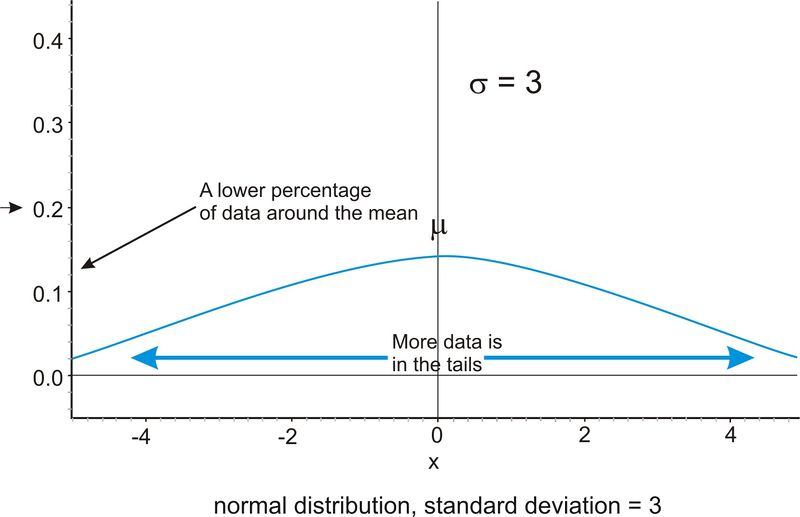 0.4
σ = 3
0.3
A lower percentage
of data around the mean
0.2
μ
0.1
More data is
in the tails
0.0
-4
-2
0
2
4
x
normal distribution, standard deviation = 3